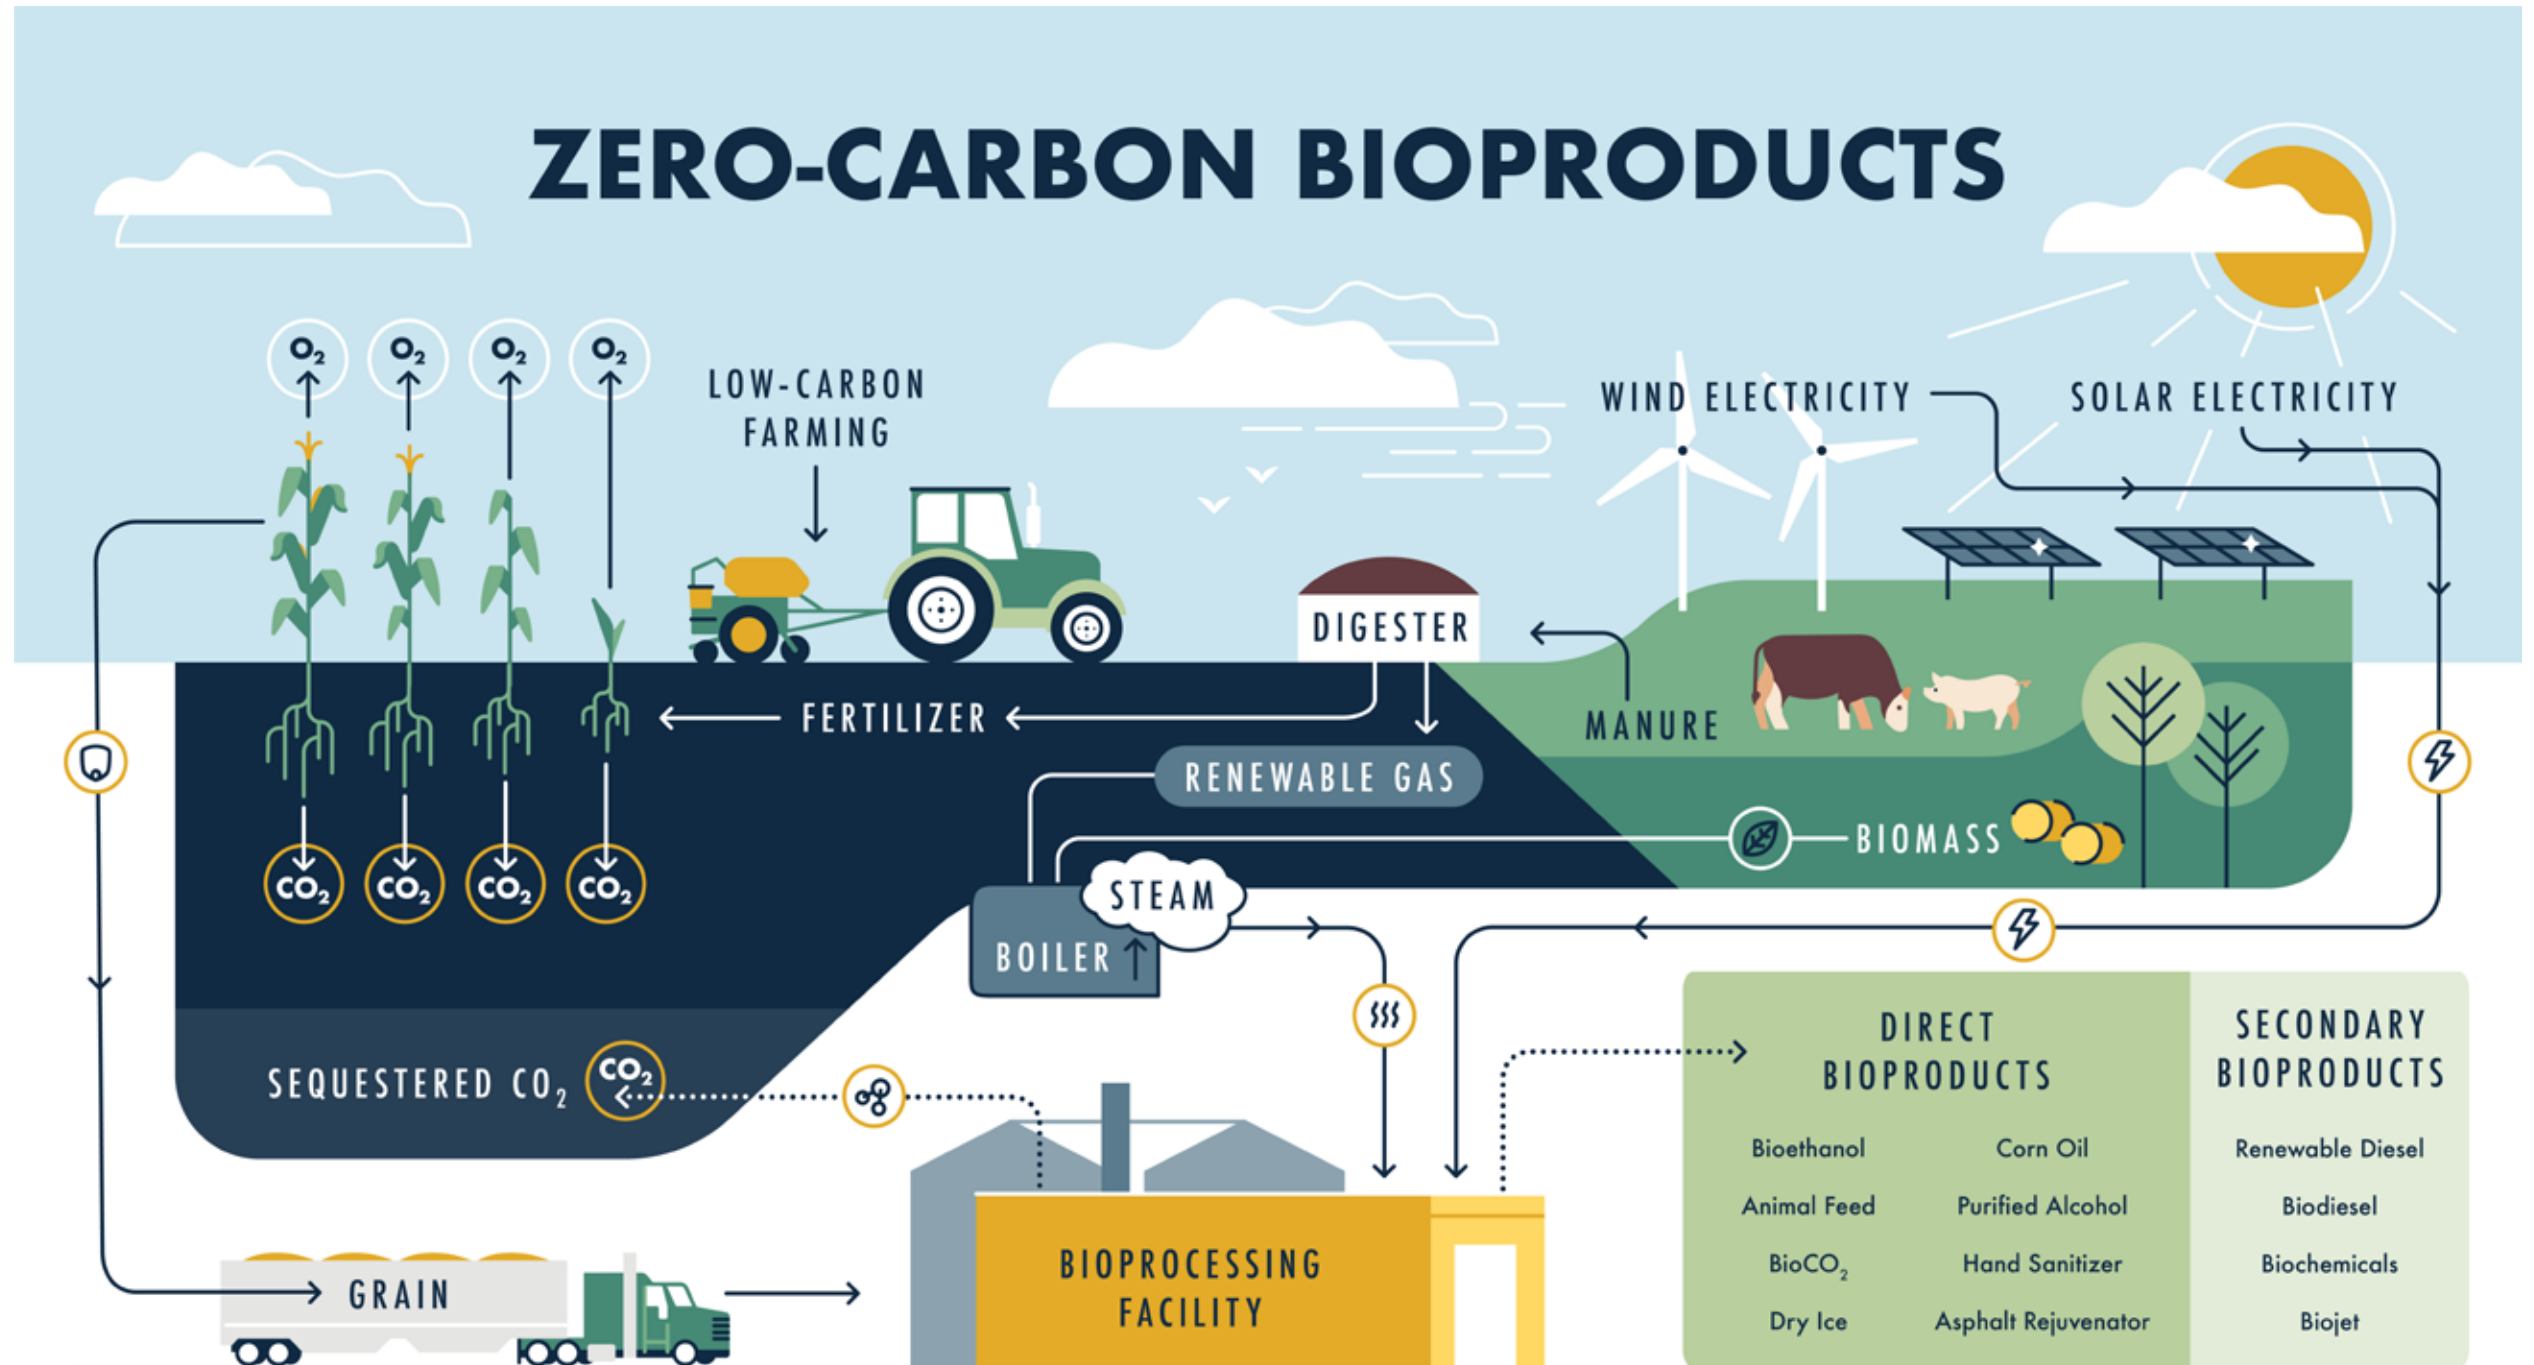 ZERO-CARBON BIOPRODUCTS
O₂
O₂
O₂
O₂
LOW-CARBON
FARMING
WIND ELECTRICITY
SOLAR ELECTRICITY
DIGESTER
FERTILIZER
MANURE
RENEWABLE GAS
BIOMASS
CO₂
CO₂
CO₂
CO₂
STEAM
BOILER
SEQUESTERED CO₂
CO₂
GRAIN
BIOPROCESSING
FACILITY
DIRECT
BIOPRODUCTS
Bioethanol
Corn Oil
Animal Feed
Purified Alcohol
BioCO₂
Hand Sanitizer
Dry Ice
Asphalt Rejuvenator
SECONDARY
BIOPRODUCTS
Renewable Diesel
Biodiesel
Biochemicals
Biojet